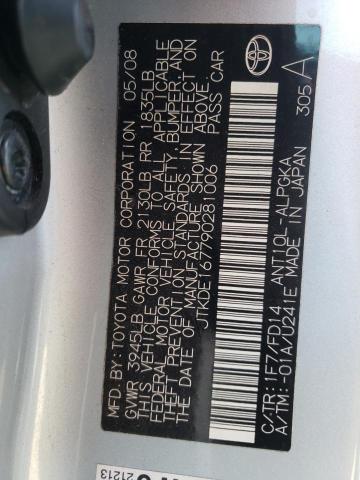 MFD.BY:TOYOTA MOTOR CORPORATION 05/08
GVWR 3945LB GAWR FR 2130LB RR 1835LB
THIS VEHICLE CONFORMS TO ALL APPLICABLE
FEDERAL MOTOR VEHICLE SAFETY, BUMPER, AND
THEFT PREVENTION STANDARDS IN EFFECT ON
THE DATE OF MANUFACTURE SHOWN ABOVE.
JTKDE167790281006 PASS CAR
C/TR:1F7/FD14 ANT10L-ALPGKA
A/TM:-01A/U241E MADE IN JAPAN 305 A
21213